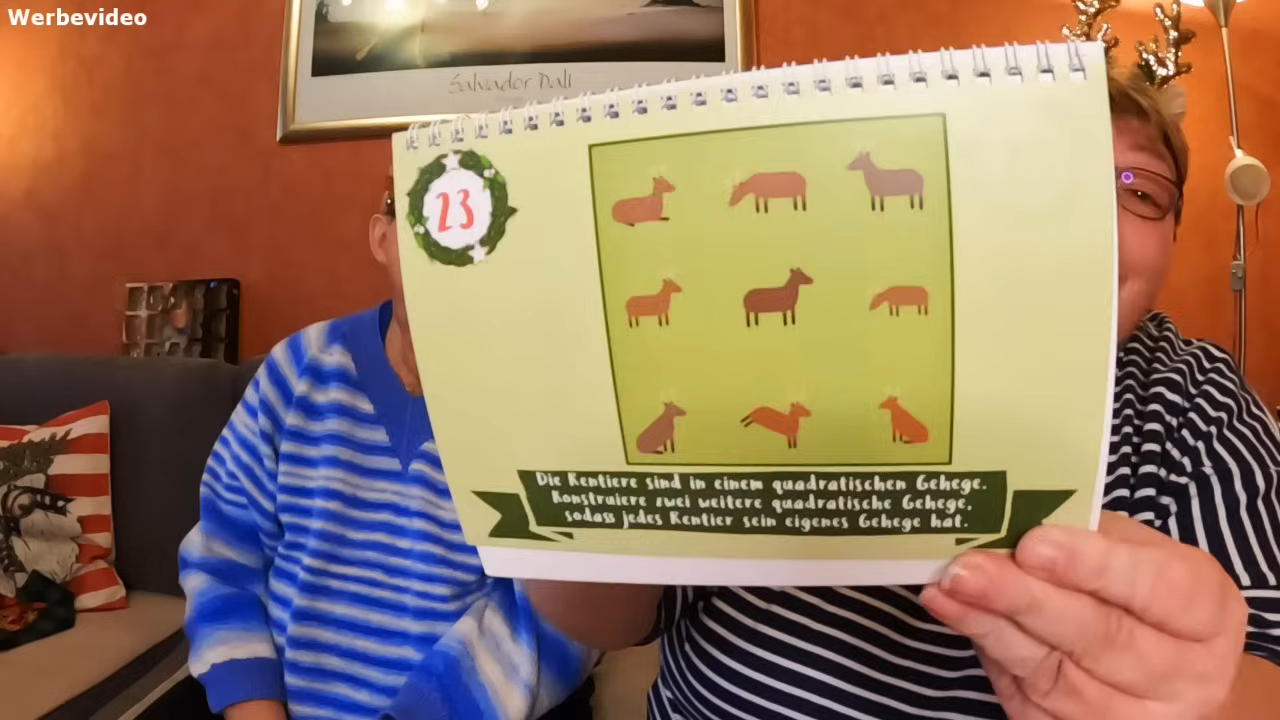 Werbevideo
Salvador Dalí
23
Die Rentiere sind in einem quadratischen Gehege.
Konstruiere zwei weitere quadratische Gehege,
sodass jedes Rentier sein eigenes Gehege hat.